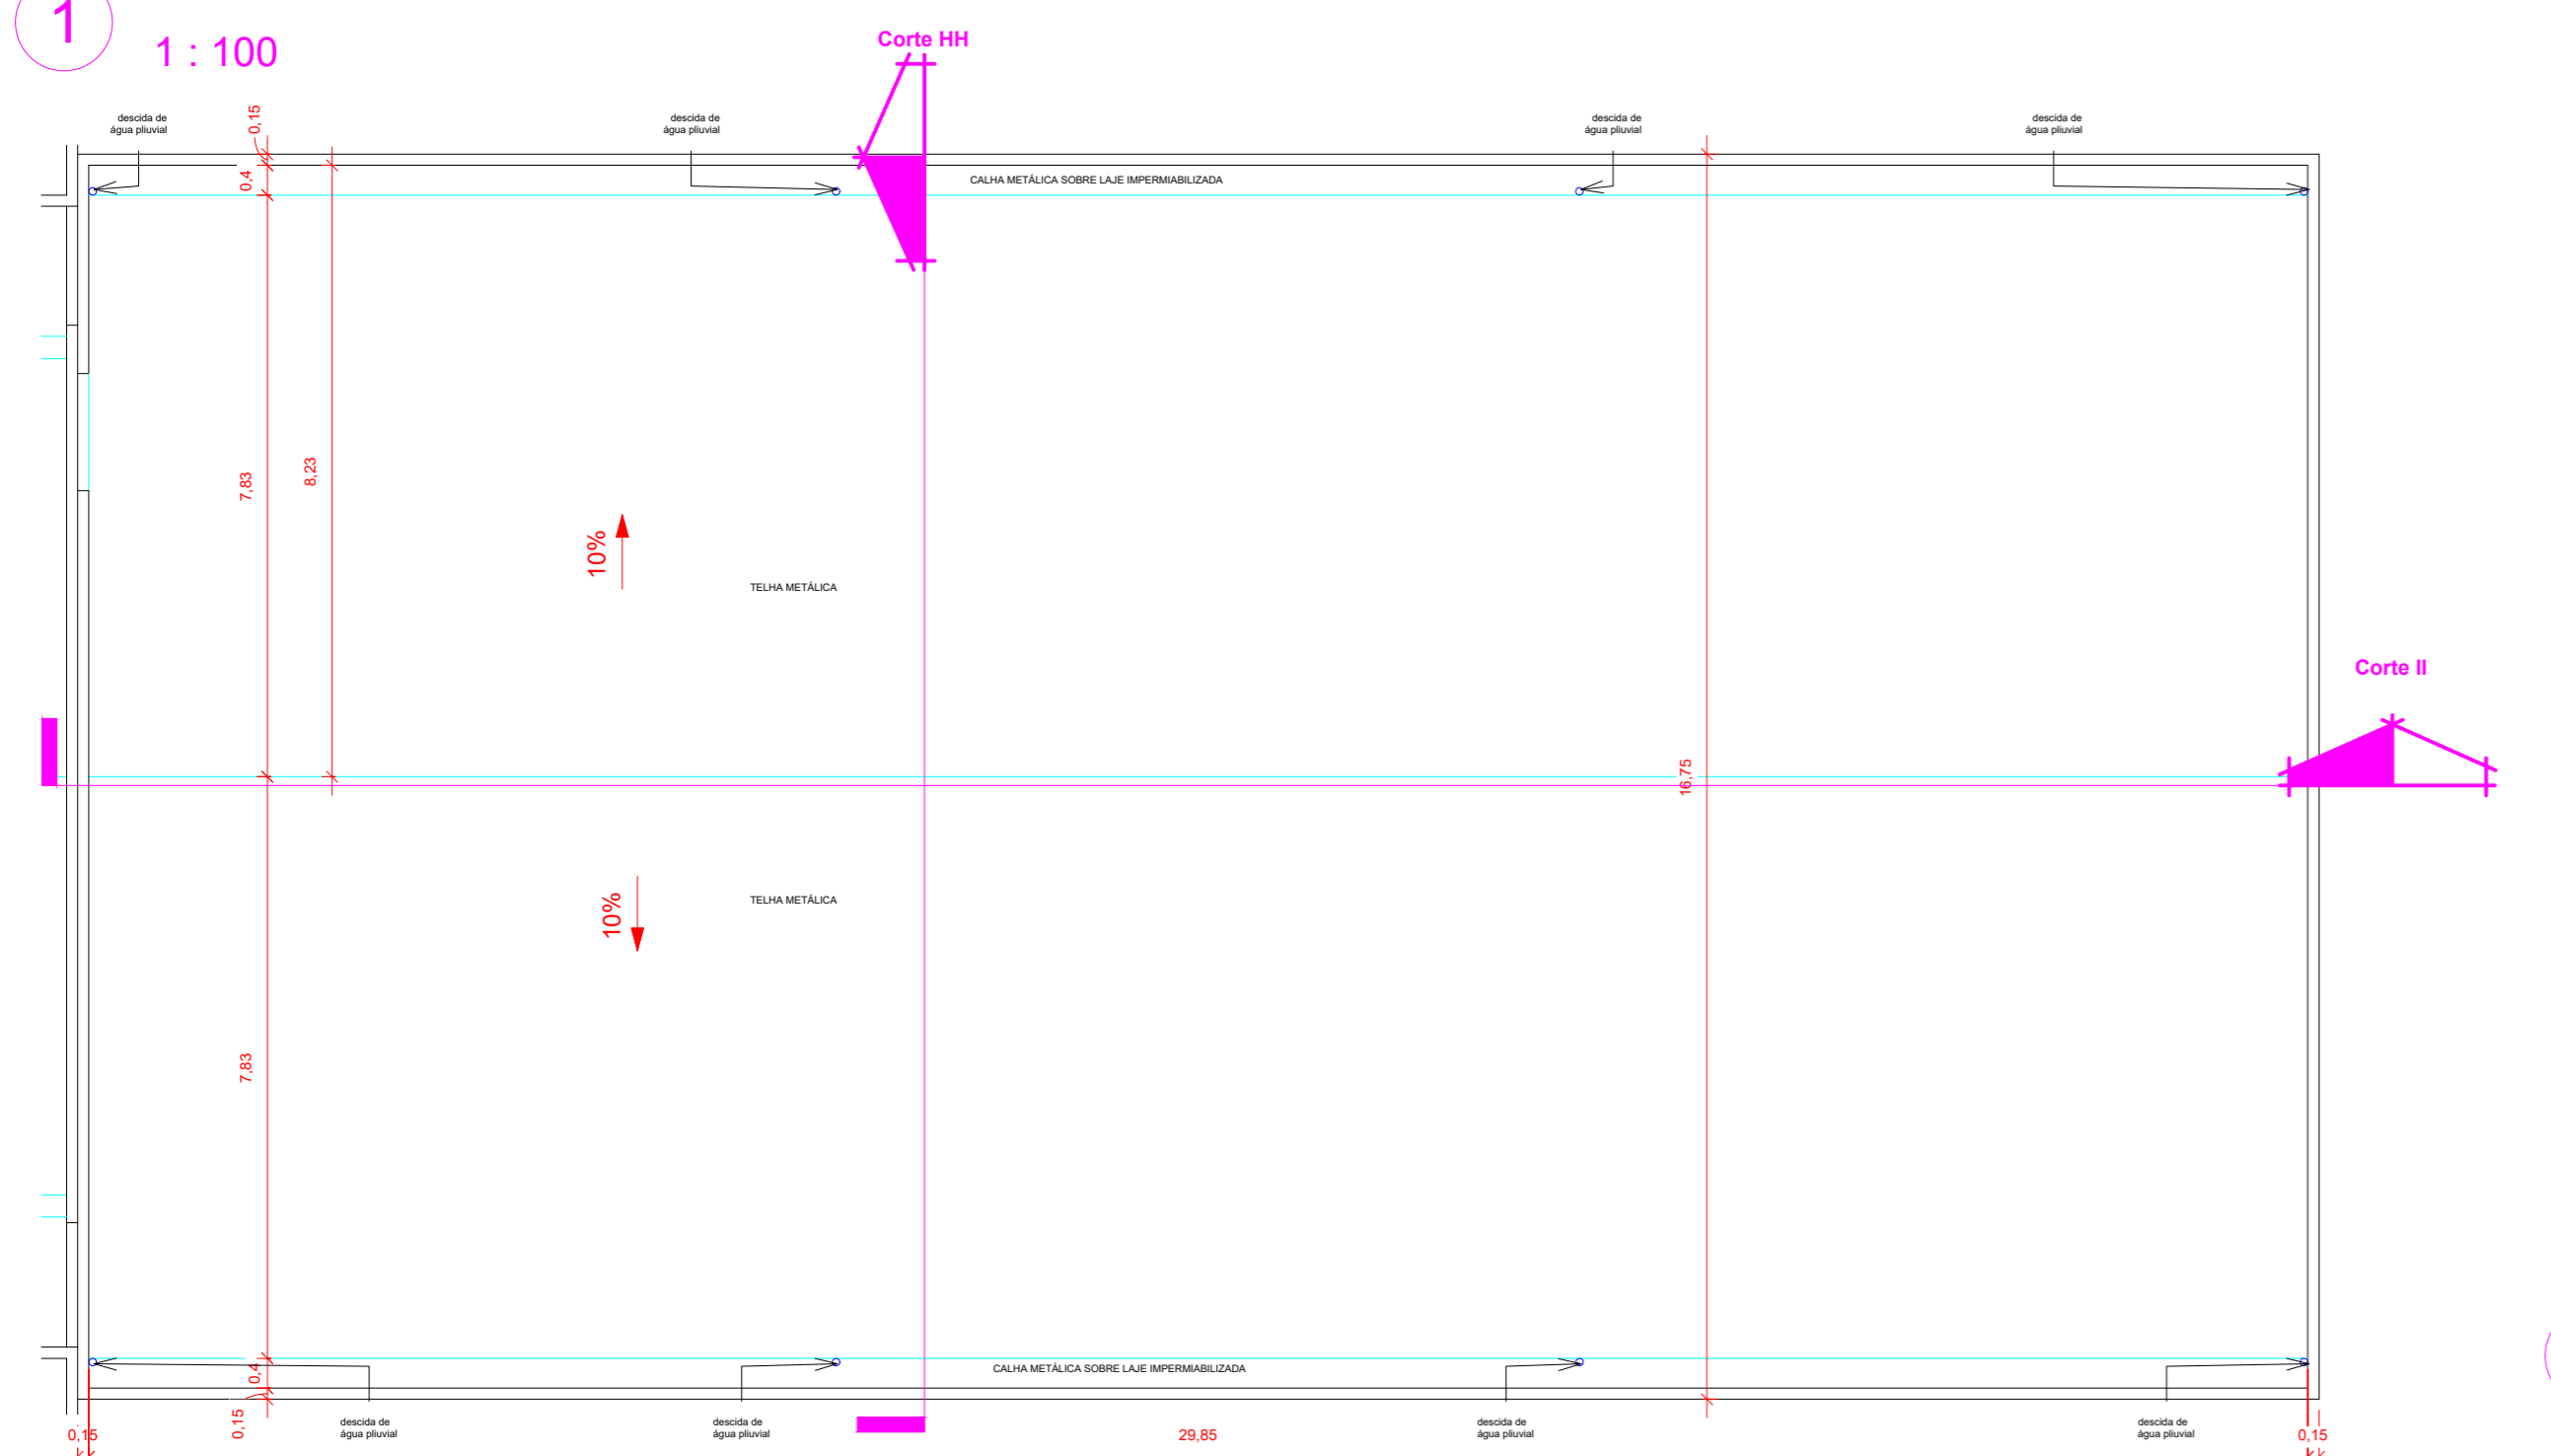 1
1 : 100
Corte HH
descida de
água pliuvial
0,15
descida de
água pliuvial
descida de
água pliuvial
descida de
água pliuvial
0,4
CALHA METÁLICA SOBRE LAJE IMPERMIABILIZADA
7,83
8,23
10%
TELHA METÁLICA
Corte II
16,75
10%
TELHA METÁLICA
7,83
0,4
CALHA METÁLICA SOBRE LAJE IMPERMIABILIZADA
0,15
0,15
descida de
água pliuvial
descida de
água pliuvial
29,85
descida de
água pliuvial
descida de
água pliuvial
0,15